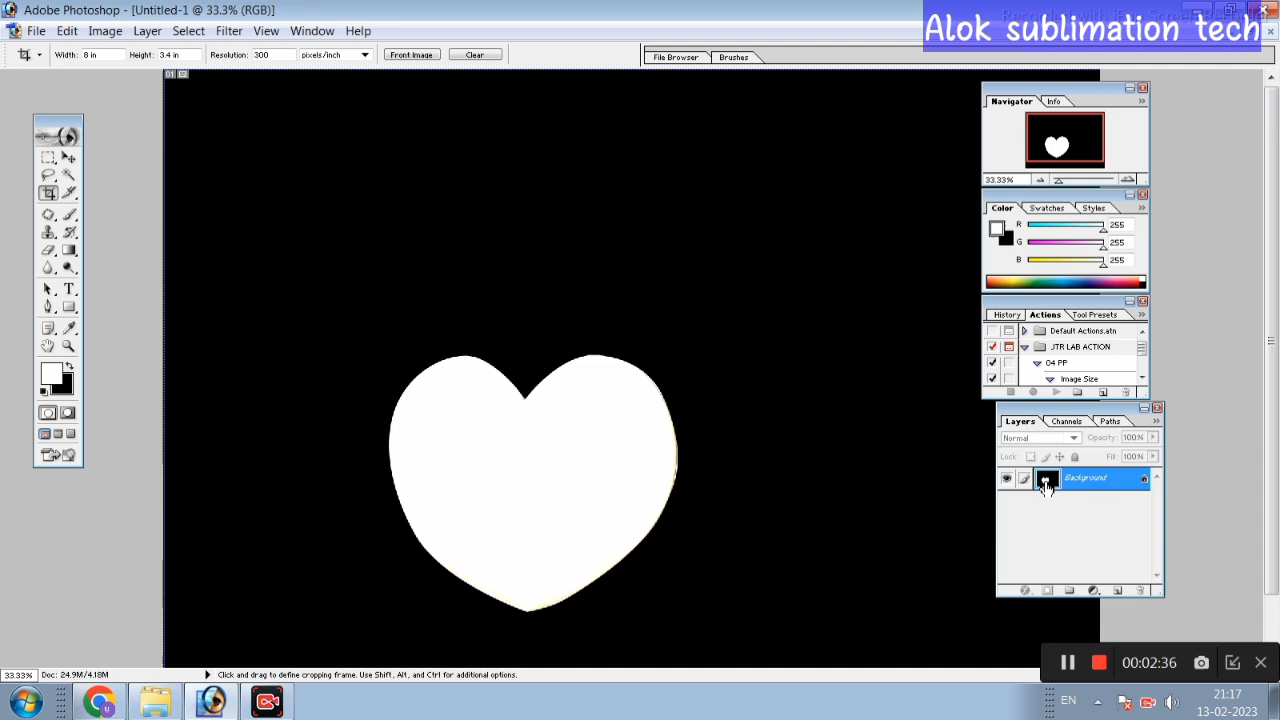 Adobe Photoshop - [Untitled-1 @ 33.3% (RGB)]
Alok sublimation tech
File Edit Image Layer Select Filter View Window Help
Width: 8 in Height: 3.4 in Resolution: 300 pixels/inch Front Image Clear File Browser Brushes
01
Navigator Info
33.33%
Color Swatches Styles
R 255
G 255
B 255
History Actions Tool Presets
Default Actions.atn
JTR LAB ACTION
04 PP
Image Size
Layers Channels Paths
Normal Opacity: 100%
Lock: Fill: 100%
Background
33.33% Doc: 24.9M/4.18M Click and drag to define cropping frame. Use Shift, Alt, and Ctrl for additional options.
00:02:36
EN 21:17
13-02-2023